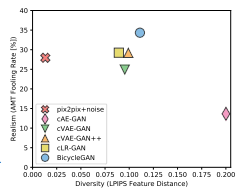 Realism (AMT Fooling Rate [%])
40
35
30
25
20
15
10
5
0
pix2pix+noise
cAE-GAN
cVAE-GAN
cVAE-GAN++
cLR-GAN
BicycleGAN
0.000 0.025 0.050 0.075 0.100 0.125 0.150 0.175 0.200
Diversity (LPIPS Feature Distance)